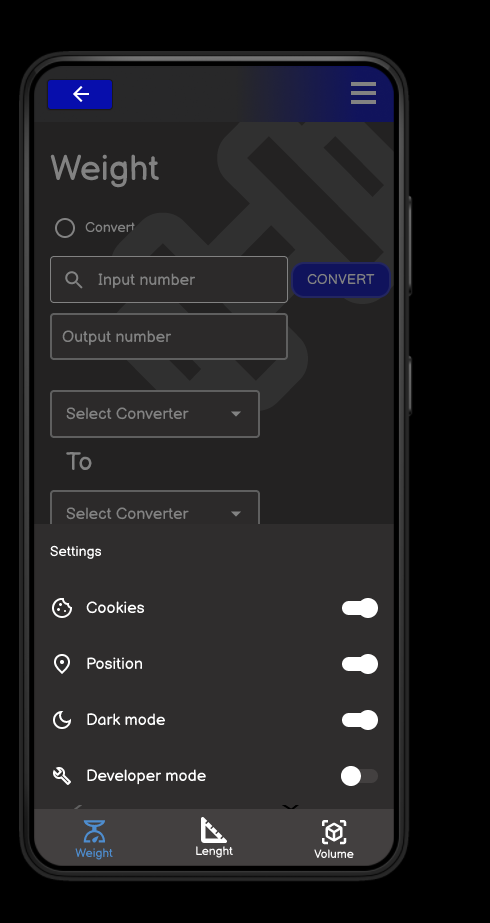 Weight
Convert
Input number
CONVERT
Output number
Select Converter
To
Select Converter
Settings
Cookies
Position
Dark mode
Developer mode
Weight
Lenght
Volume